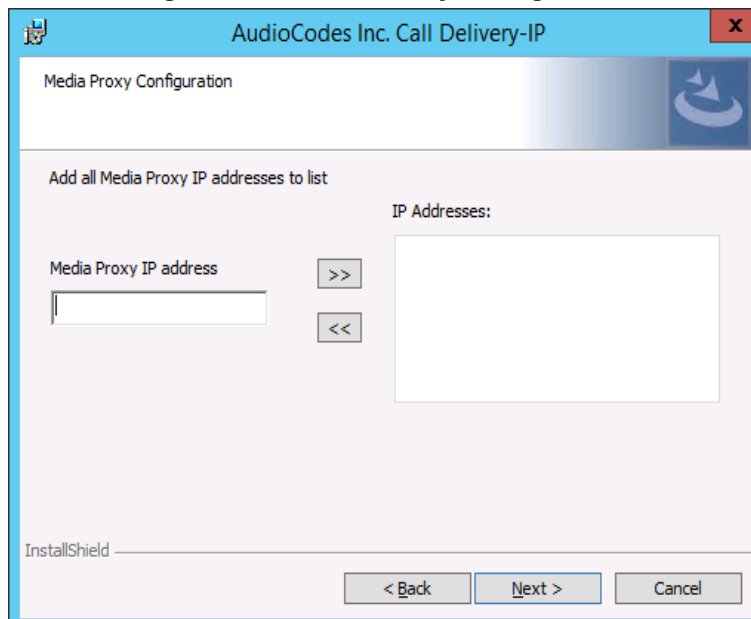 AudioCodes Inc. Call Delivery-IP
x
Media Proxy Configuration
Add all Media Proxy IP addresses to list
IP Addresses:
Media Proxy IP address
>>
<<
InstallShield
< Back Next > Cancel